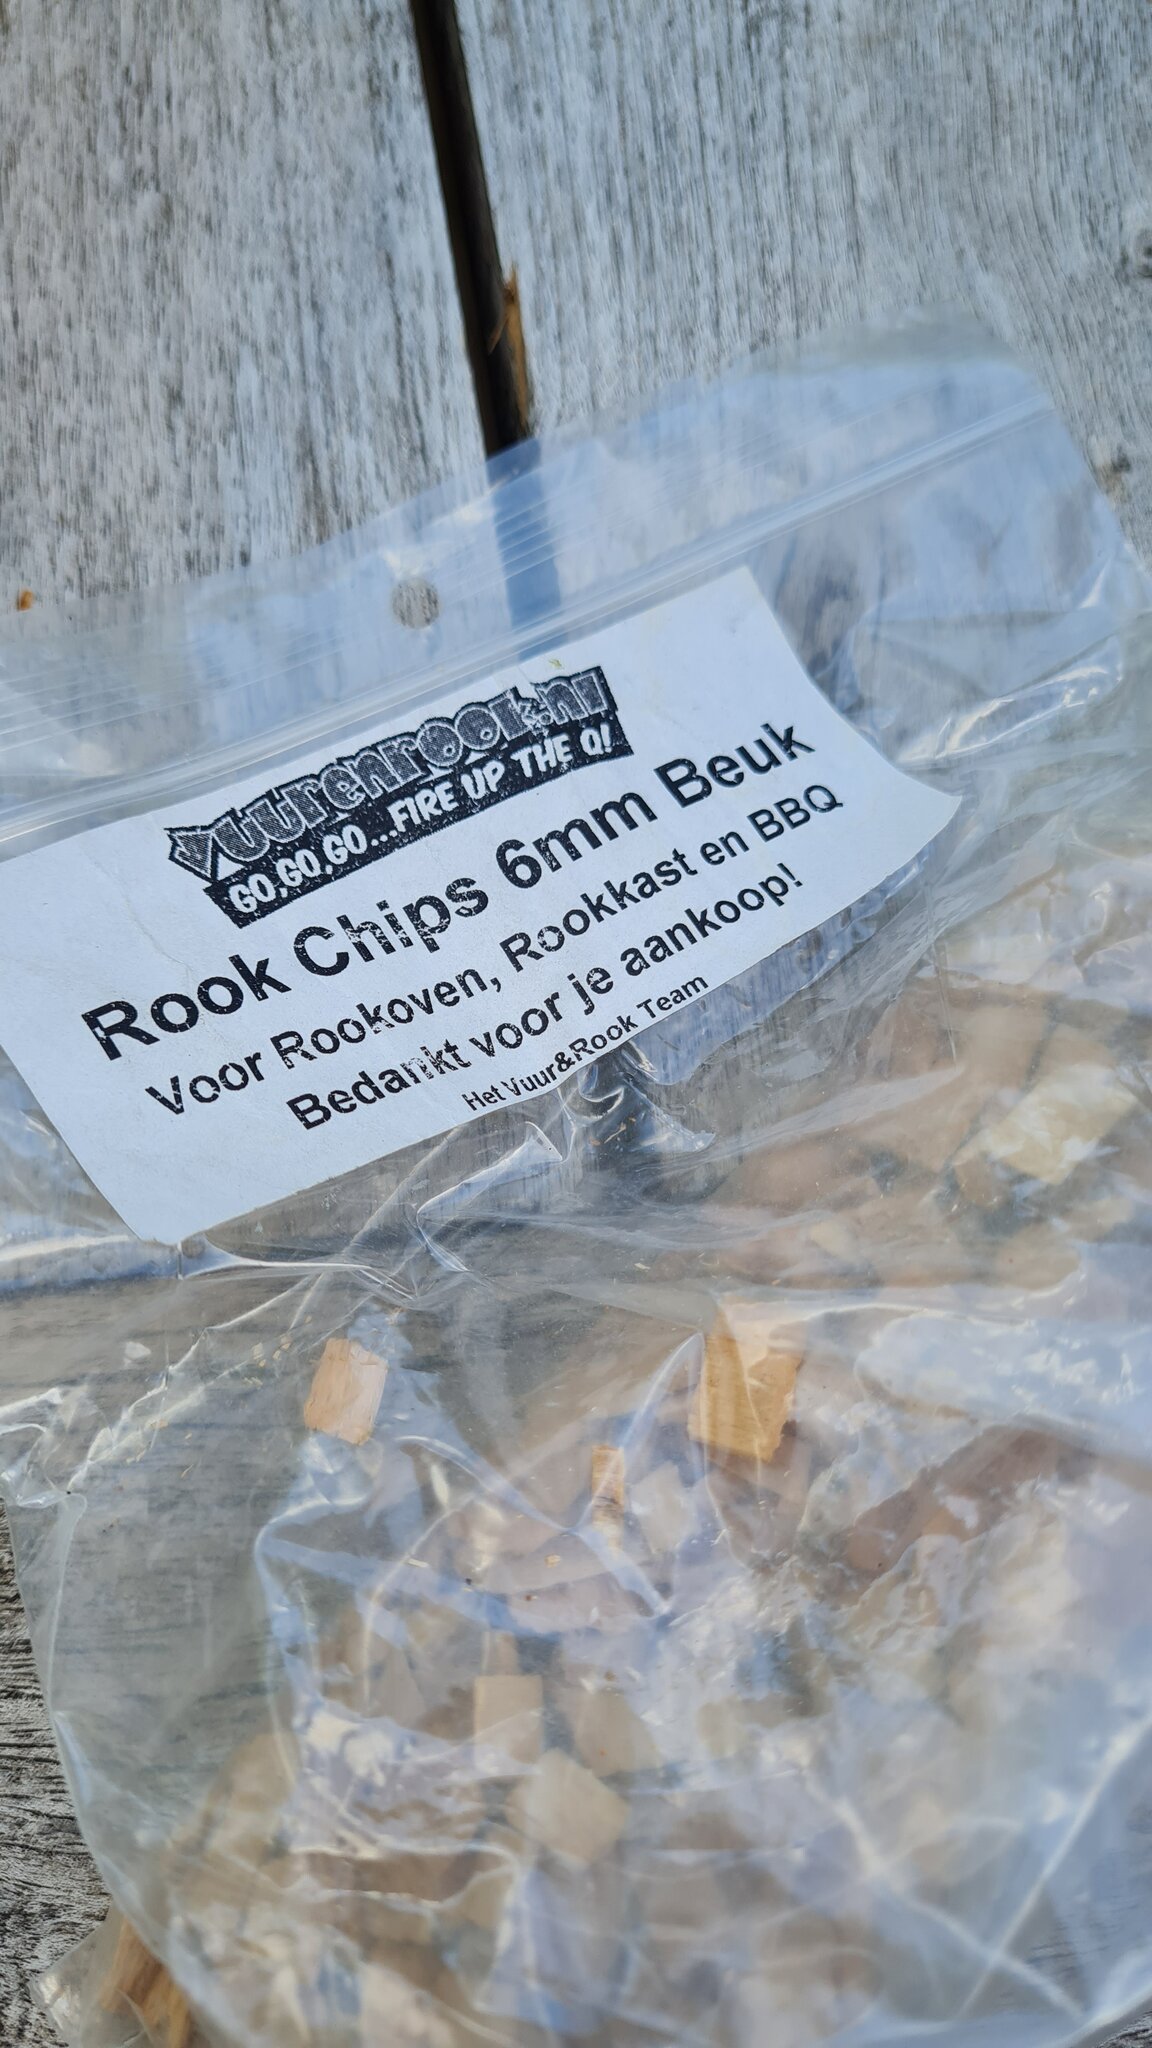 vuurenrook.nl
GO,GO,GO...FIRE UP THE Q!
Rook Chips 6mm Beuk
Voor Rookoven, Rookkast en BBQ
Bedankt voor je aankoop!
Het Vuur&Rook Team